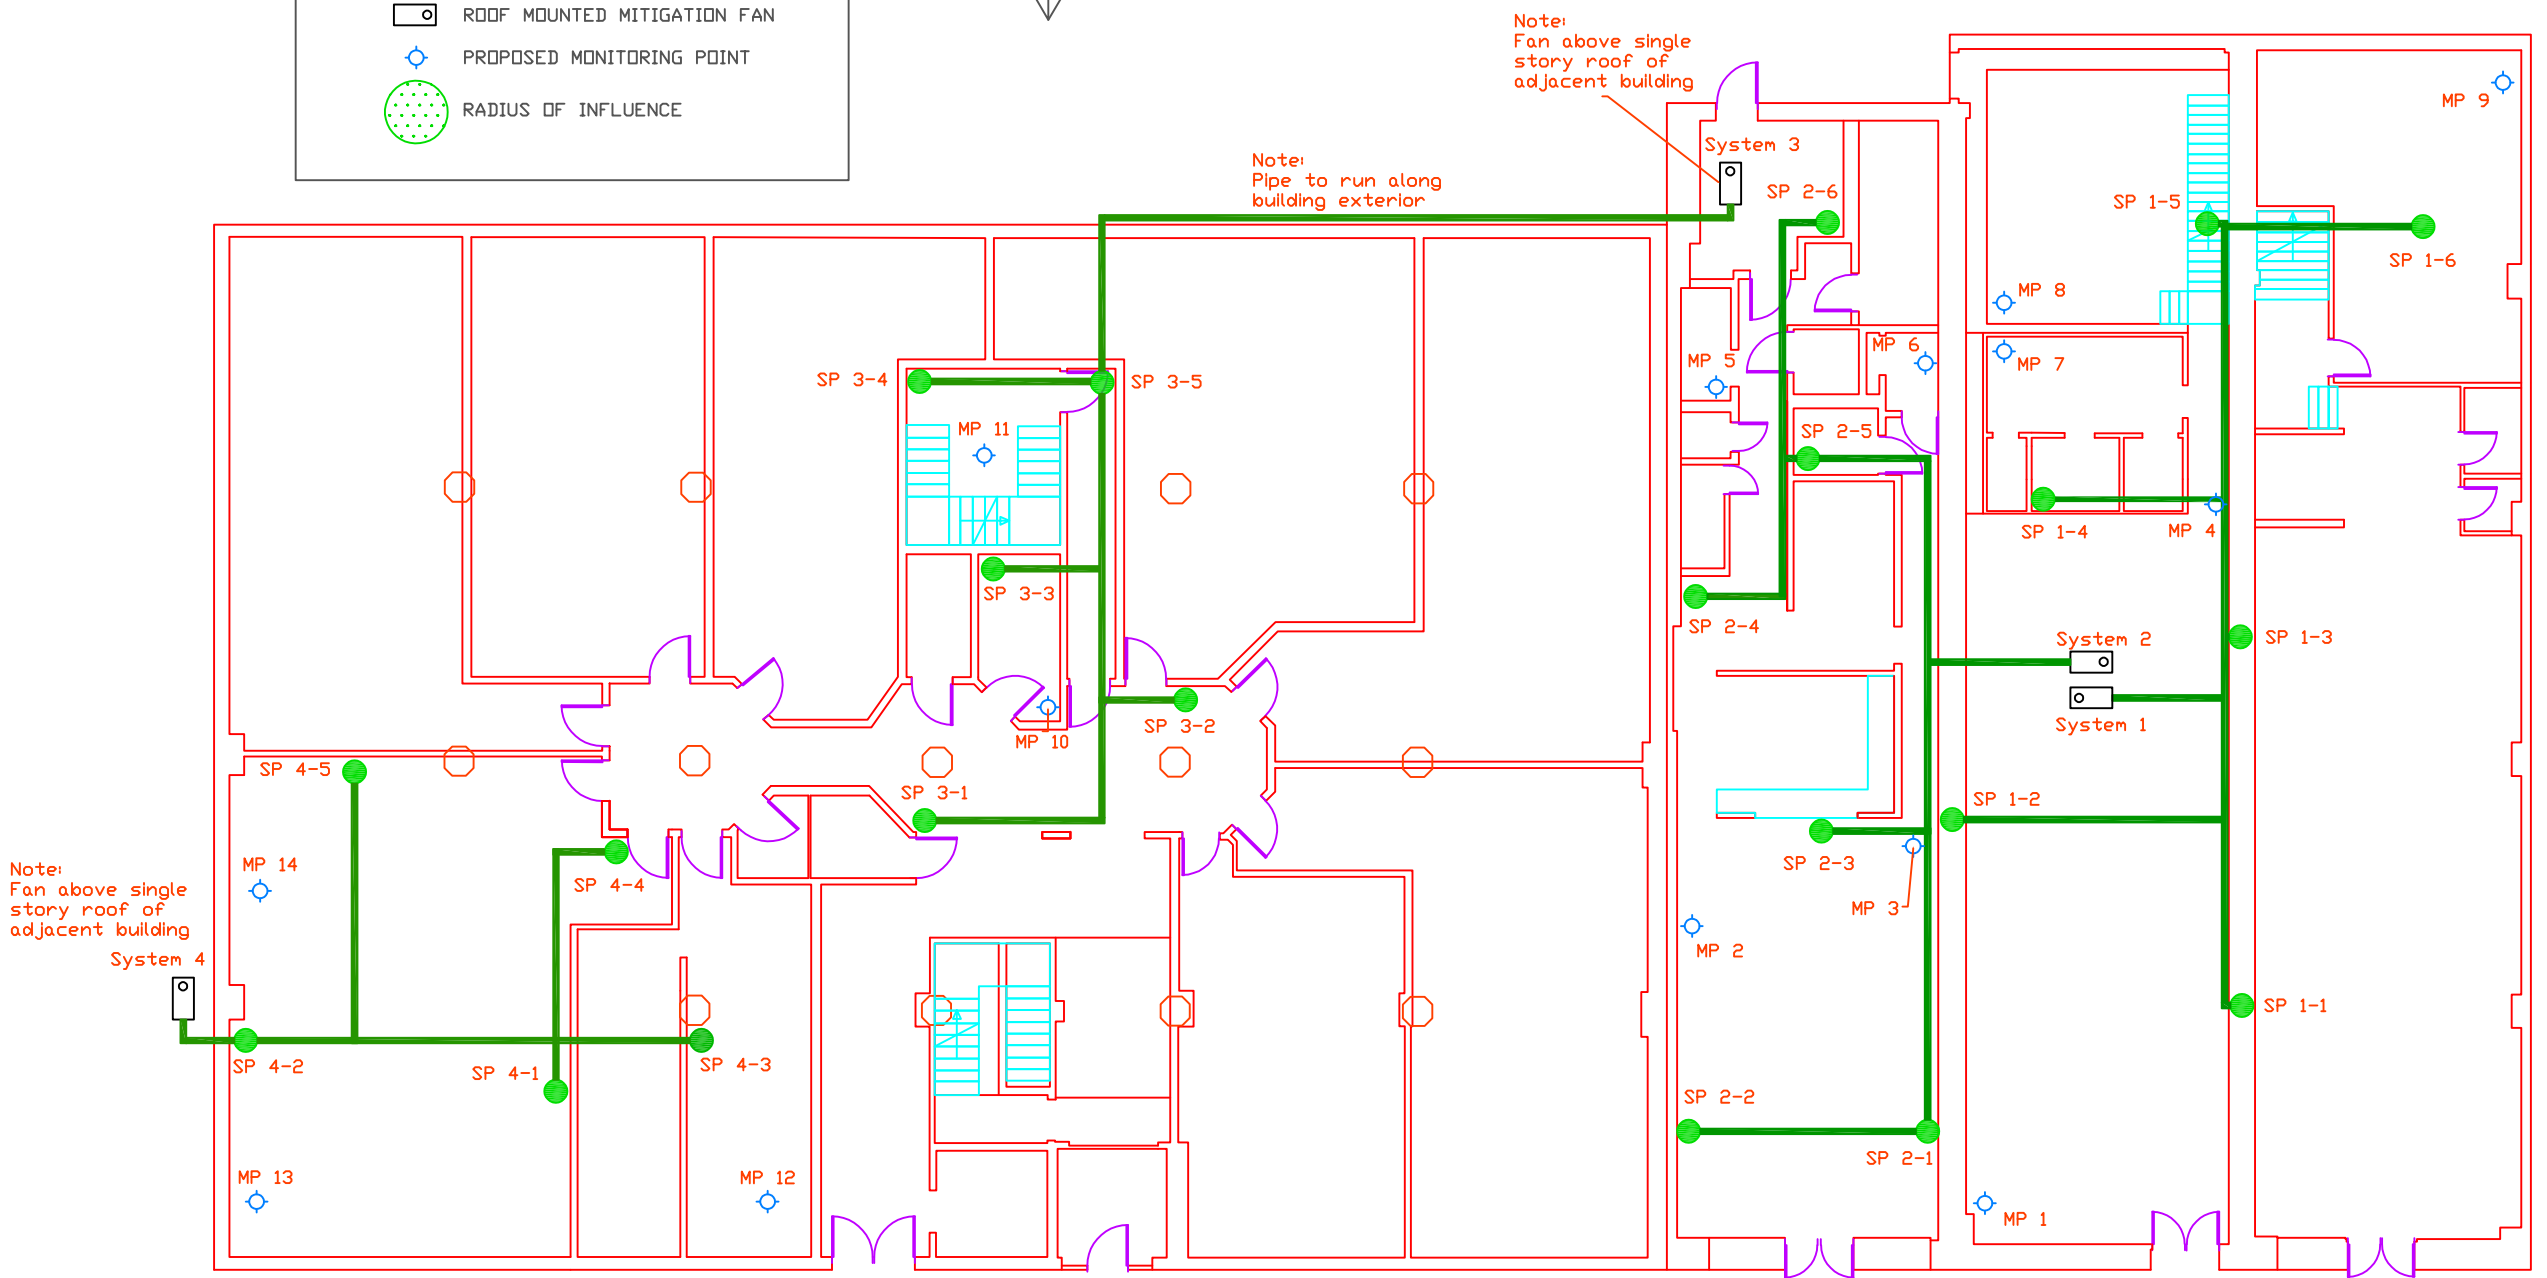 ROOF MOUNTED MITIGATION FAN
PROPOSED MONITORING POINT
RADIUS OF INFLUENCE
Note:
Fan above single
story roof of
adjacent building
System 3
Note:
Pipe to run along
building exterior
SP 2-6
SP 1-5
MP 9
SP 1-6
MP 8
MP 5
MP 6
MP 7
SP 3-4
SP 3-5
MP 11
SP 2-5
SP 1-4
MP 4
SP 3-3
SP 2-4
System 2
SP 1-3
System 1
SP 3-2
MP 10
SP 4-5
SP 3-1
SP 1-2
MP 14
SP 2-3
SP 4-4
Note:
Fan above single
story roof of
adjacent building
MP 3
System 4
MP 2
SP 1-1
SP 4-2
SP 4-1
SP 4-3
SP 2-2
SP 2-1
MP 13
MP 12
MP 1